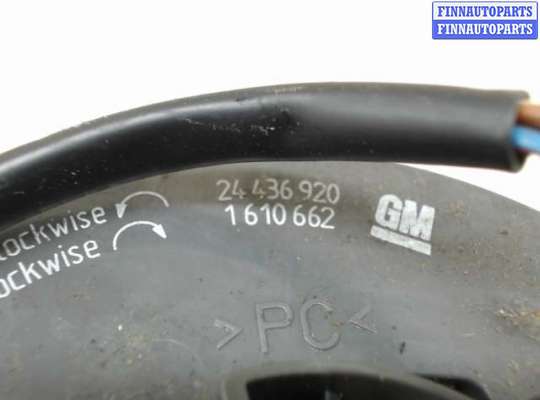 FINNAUTOPARTS
FINNAUTOPARTS
24 436 920
lockwise
1 610 662
GM
ockwise
>PC<